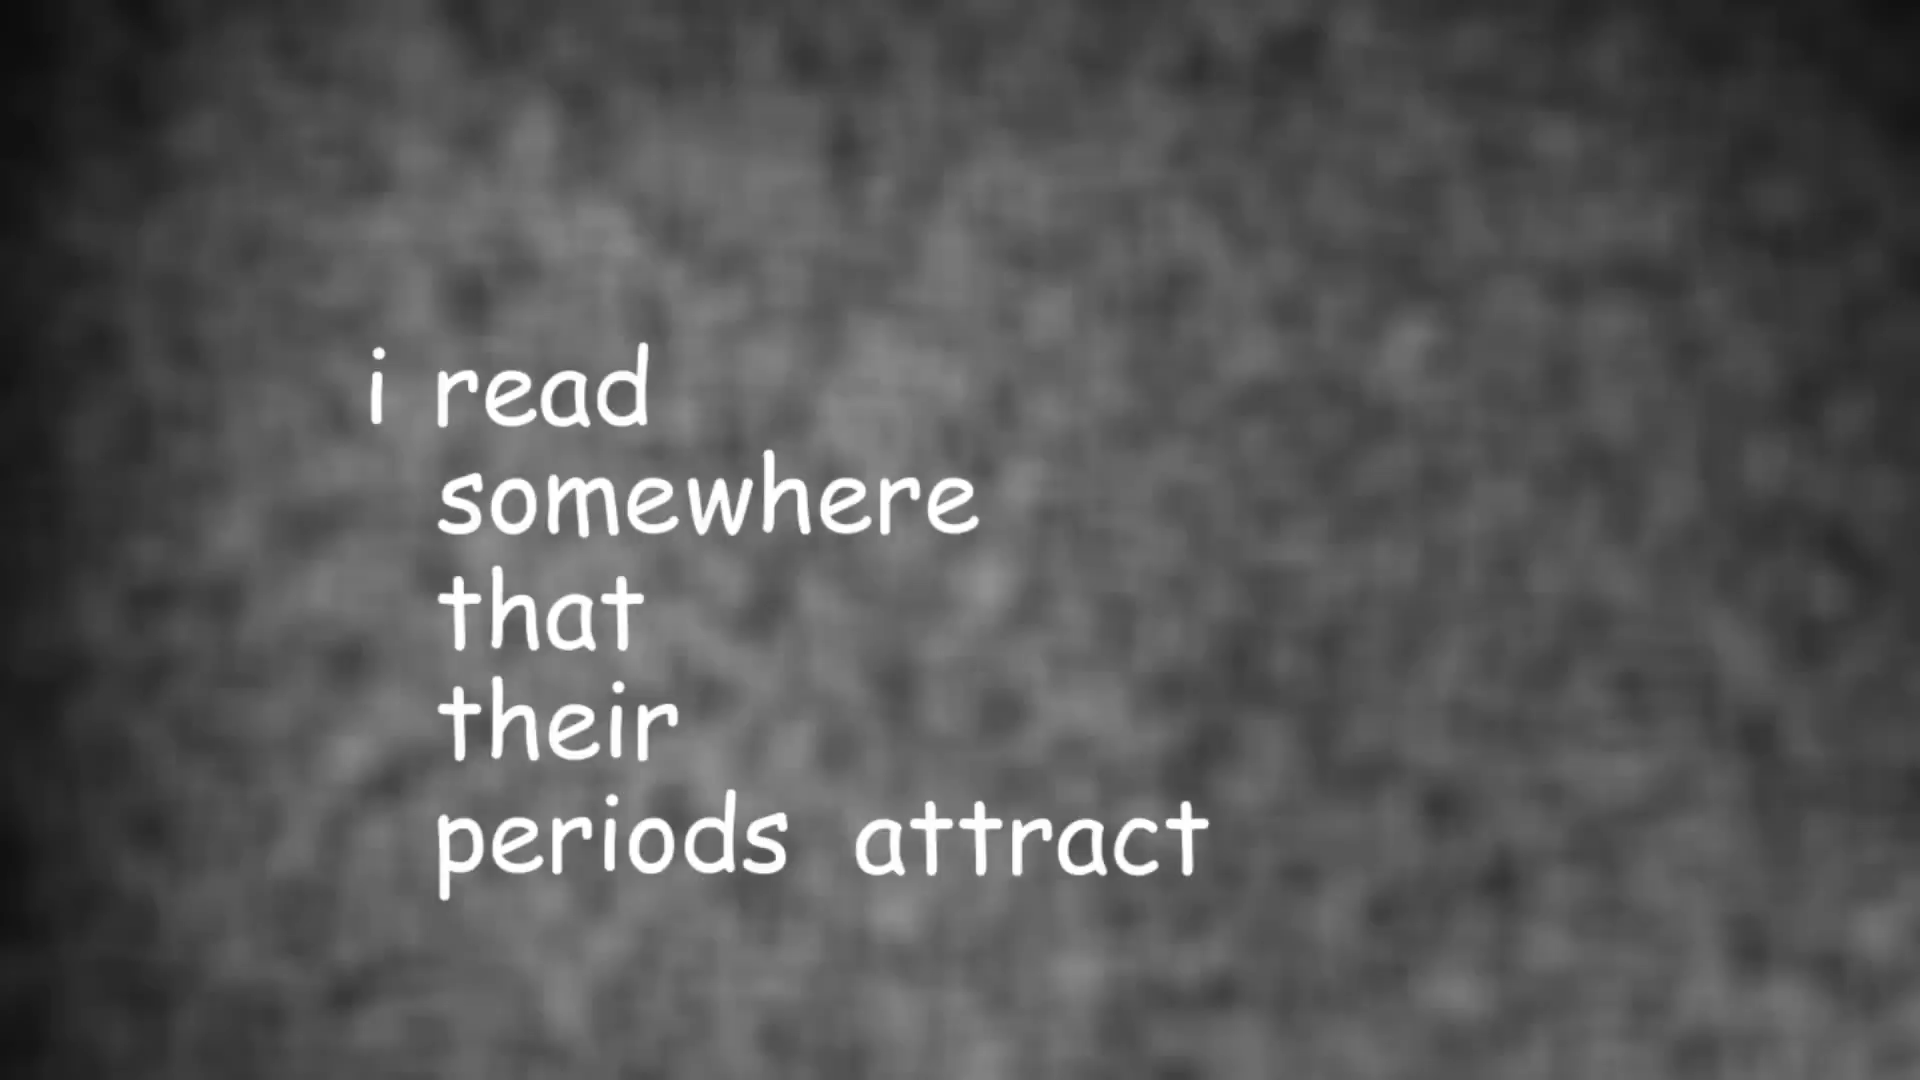 i read
somewhere
that
their
periods attract